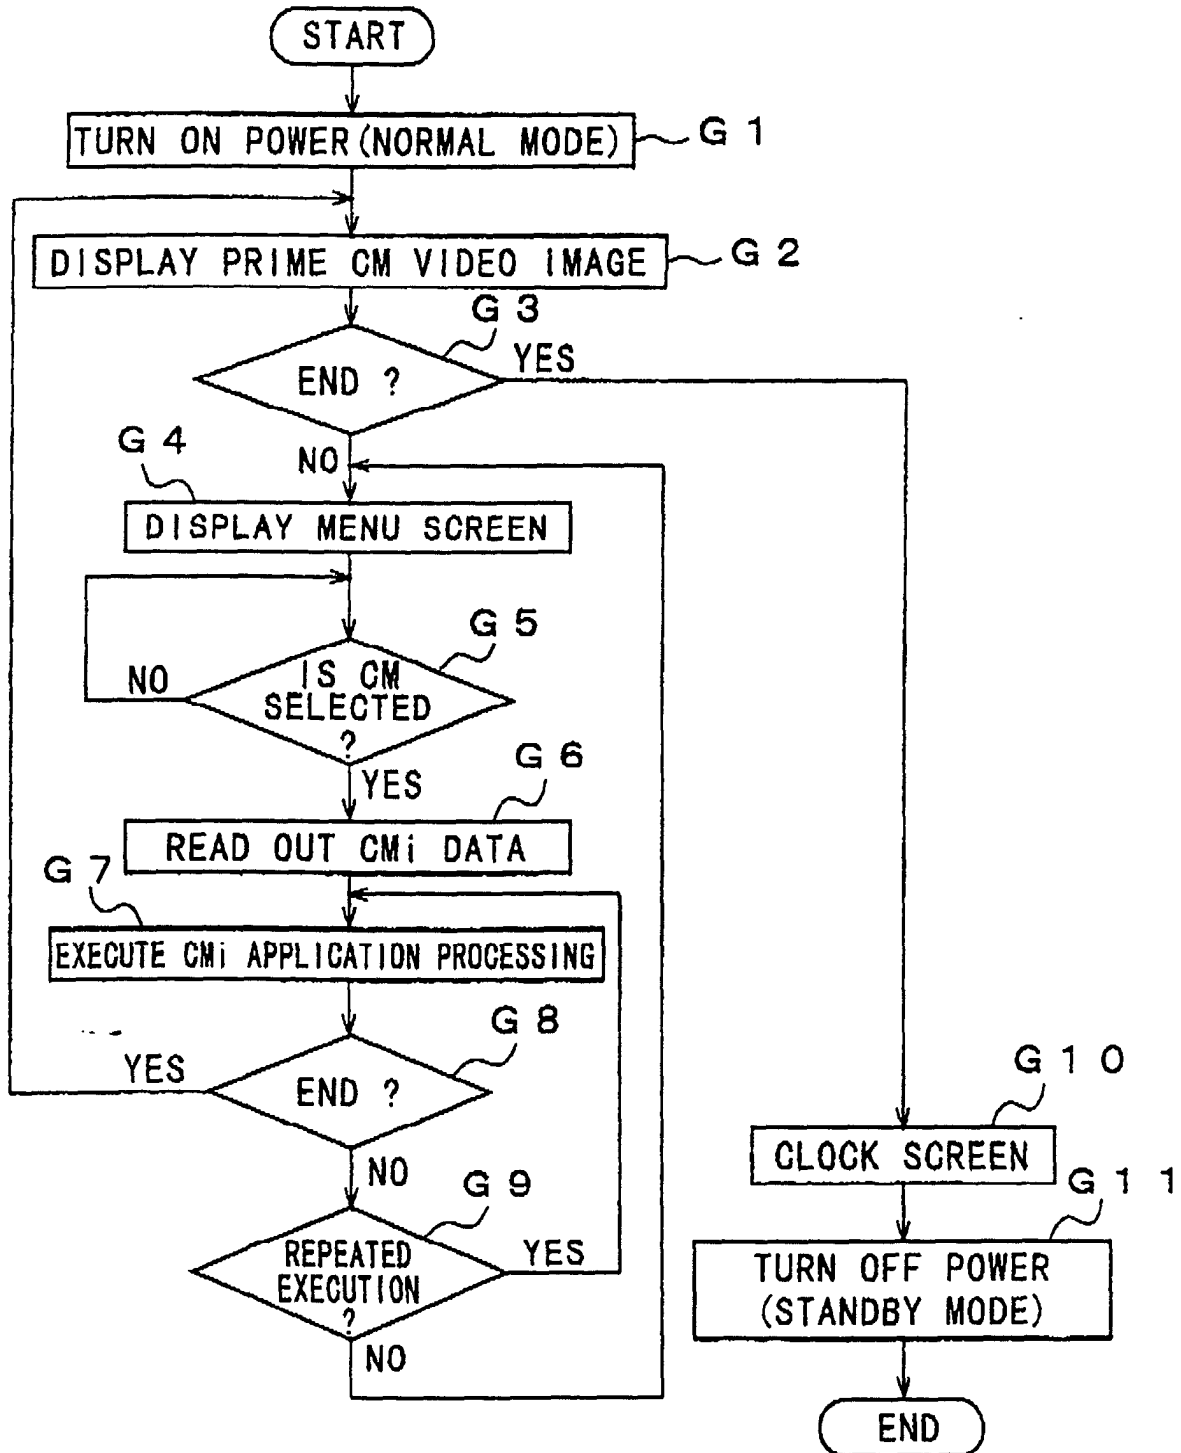 START
TURN ON POWER(NORMAL MODE)
G 1
DISPLAY PRIME CM VIDEO IMAGE
G 2
G 3
END ?
YES
G 4
NO
DISPLAY MENU SCREEN
G 5
NO
IS CM
SELECTED
?
G 6
YES
READ OUT CMi DATA
G 7
EXECUTE CMi APPLICATION PROCESSING
G 8
YES
END ?
NO
G 9
REPEATED
EXECUTION
?
YES
NO
G 1 0
CLOCK SCREEN
G 1 1
TURN OFF POWER
(STANDBY MODE)
END